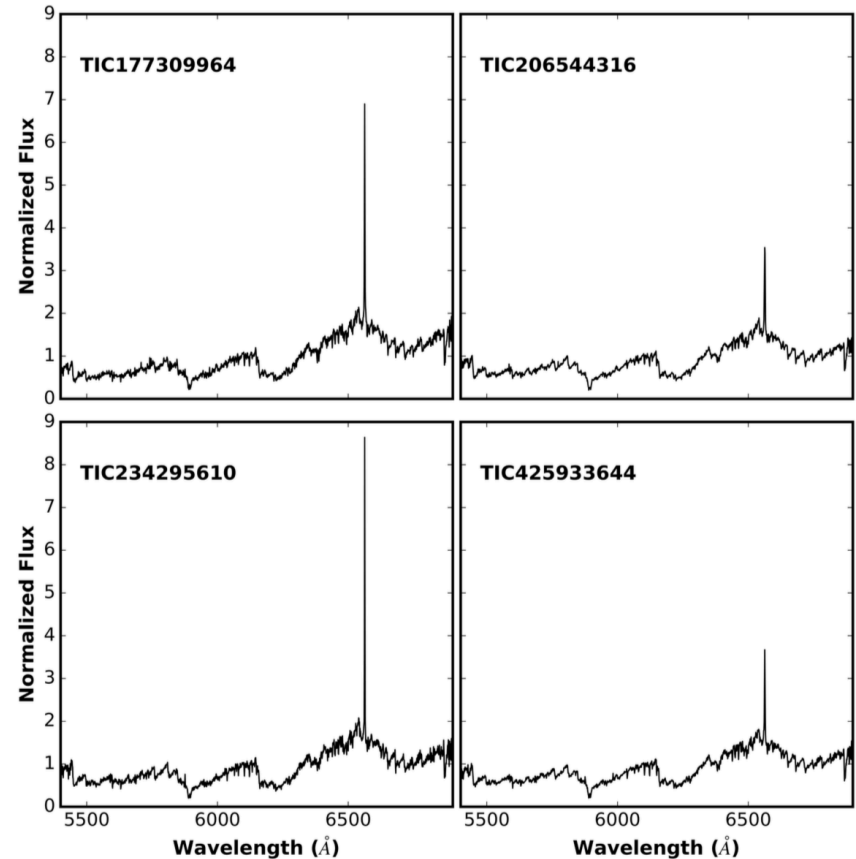 9
8
7
6
5
4
3
2
1
0
Normalized Flux
TIC177309964
TIC206544316
9
8
7
6
5
4
3
2
1
0
Normalized Flux
TIC234295610
TIC425933644
5500 6000 6500
5500 6000 6500
Wavelength (Å)
Wavelength (Å)